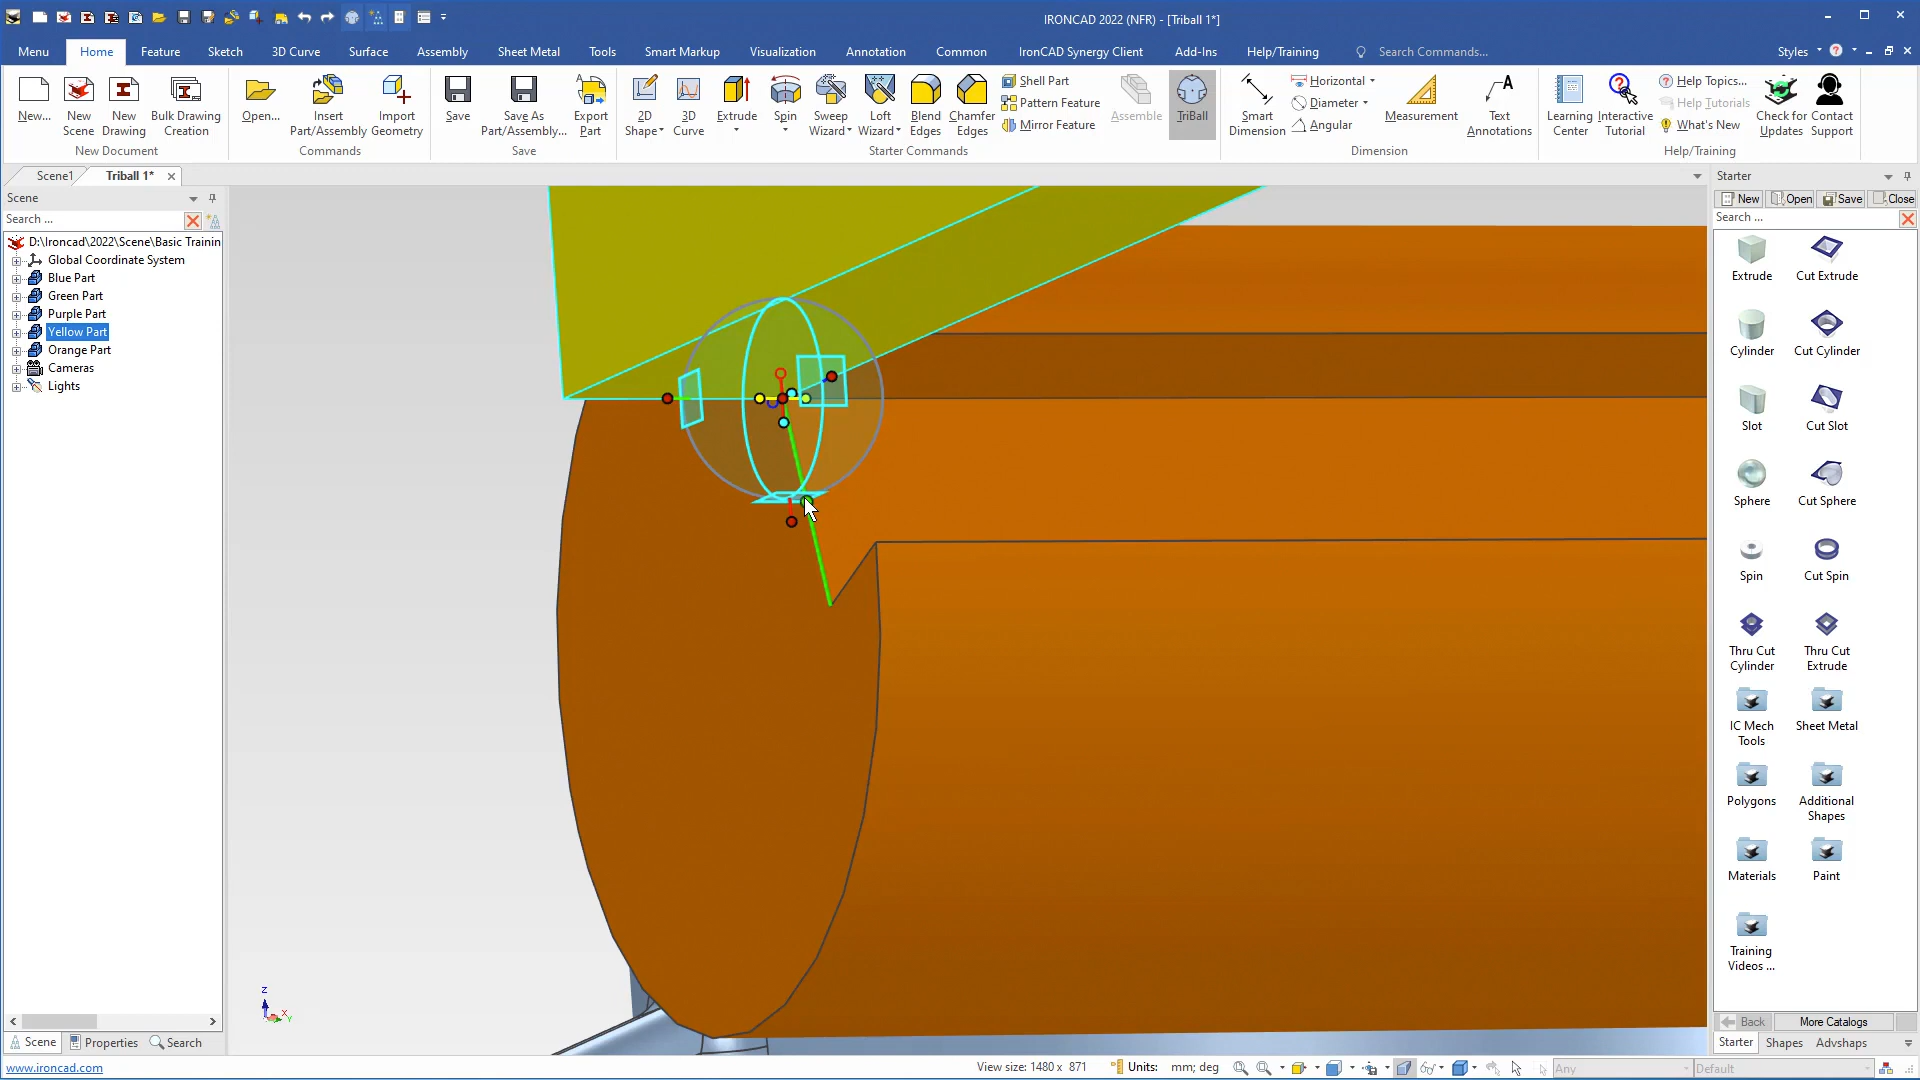 IRONCAD 2022 (NFR) - [Triball 1*]
Menu Home Feature Sketch 3D Curve Surface Assembly Sheet Metal Tools Smart Markup Visualization Annotation Common IronCAD Synergy Client Add-Ins Help/Training Search Commands... Styles
New... New Scene New Drawing Bulk Drawing Creation
New Document
Open... Insert Part/Assembly Import Geometry
Commands
Save Save As Part/Assembly... Export Part
Save
2D Shape 3D Curve Extrude Spin Sweep Wizard Loft Wizard Blend Edges Chamfer Edges
Shell Part
Pattern Feature
Mirror Feature
Assemble TriBall
Starter Commands
Smart Dimension
Horizontal
Diameter
Angular
Measurement Text Annotations
Dimension
Learning Center Interactive Tutorial
Help Topics...
Help Tutorials
What's New
Check for Updates Contact Support
Help/Training
Scene1 Triball 1*
Scene
Search ...
D:\Ironcad\2022\Scene\Basic Trainin
Global Coordinate System
Blue Part
Green Part
Purple Part
Yellow Part
Orange Part
Cameras
Lights
Scene Properties Search
Z
X
Y
Starter
New Open Save Close
Search ...
Extrude Cut Extrude
Cylinder Cut Cylinder
Slot Cut Slot
Sphere Cut Sphere
Spin Cut Spin
Thru Cut Cylinder Thru Cut Extrude
IC Mech Tools Sheet Metal
Polygons Additional Shapes
Materials Paint
Training Videos ...
Back More Catalogs
Starter Shapes Advshaps
www.ironcad.com
View size: 1480 x 871 Units: mm; deg Any Default